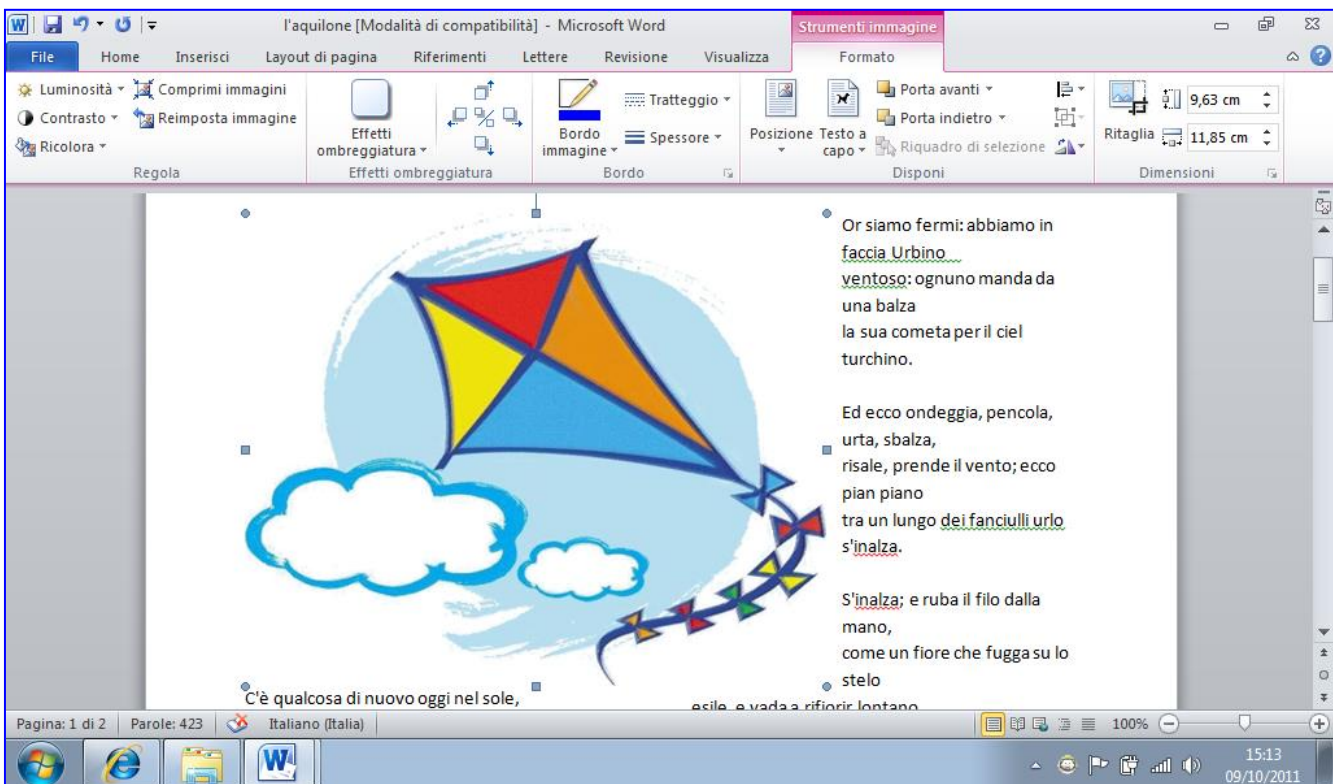 W l'aquilone [Modalità di compatibilità] - Microsoft Word Strumenti immagine
File Home Inserisci Layout di pagina Riferimenti Lettere Revisione Visualizza Formato
Luminosità Comprimi immagini
Contrasto Reimposta immagine
Ricolora
Regola
Effetti
ombreggiatura
Effetti ombreggiatura
Bordo
immagine
Tratteggio
Spessore
Bordo
Posizione
Testo a
capo
Porta avanti
Porta indietro
Riquadro di selezione
Disponi
Ritaglia
9,63 cm
11,85 cm
Dimensioni
Or siamo fermi: abbiamo in
faccia Urbino
ventoso: ognuno manda da
una balza
la sua cometa per il ciel
turchino.
Ed ecco ondeggia, pencola,
urta, sbalza,
risale, prende il vento; ecco
pian piano
tra un lungo dei fanciulli urlo
s'inalza.
S'inalza; e ruba il filo dalla
mano,
come un fiore che fugga su lo
stelo
C'è qualcosa di nuovo oggi nel sole,
esile, e vada a rifiorir lontano.
Pagina: 1 di 2 Parole: 423 Italiano (Italia) 100%
W
15:13
09/10/2011